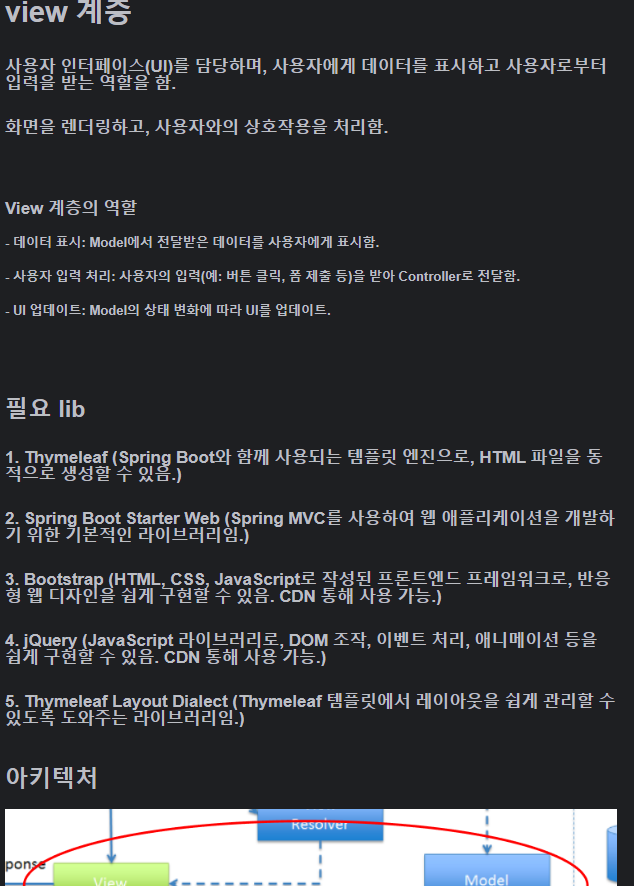 view 계층
사용자 인터페이스(UI)를 담당하며, 사용자에게 데이터를 표시하고 사용자로부터
입력을 받는 역할을 함.
화면을 렌더링하고, 사용자와의 상호작용을 처리함.
View 계층의 역할
- 데이터 표시: Model에서 전달받은 데이터를 사용자에게 표시함.
- 사용자 입력 처리: 사용자의 입력(예: 버튼 클릭, 폼 제출 등)을 받아 Controller로 전달함.
- UI 업데이트: Model의 상태 변화에 따라 UI를 업데이트.
필요 lib
1. Thymeleaf (Spring Boot와 함께 사용되는 템플릿 엔진으로, HTML 파일을 동
적으로 생성할 수 있음.)
2. Spring Boot Starter Web (Spring MVC를 사용하여 웹 애플리케이션을 개발하
기 위한 기본적인 라이브러리임.)
3. Bootstrap (HTML, CSS, JavaScript로 작성된 프론트엔드 프레임워크로, 반응
형 웹 디자인을 쉽게 구현할 수 있음. CDN 통해 사용 가능.)
4. jQuery (JavaScript 라이브러리로, DOM 조작, 이벤트 처리, 애니메이션 등을
쉽게 구현할 수 있음. CDN 통해 사용 가능.)
5. Thymeleaf Layout Dialect (Thymeleaf 템플릿에서 레이아웃을 쉽게 관리할 수
있도록 도와주는 라이브러리임.)
아키텍처
Resolver
ponse
View
Model